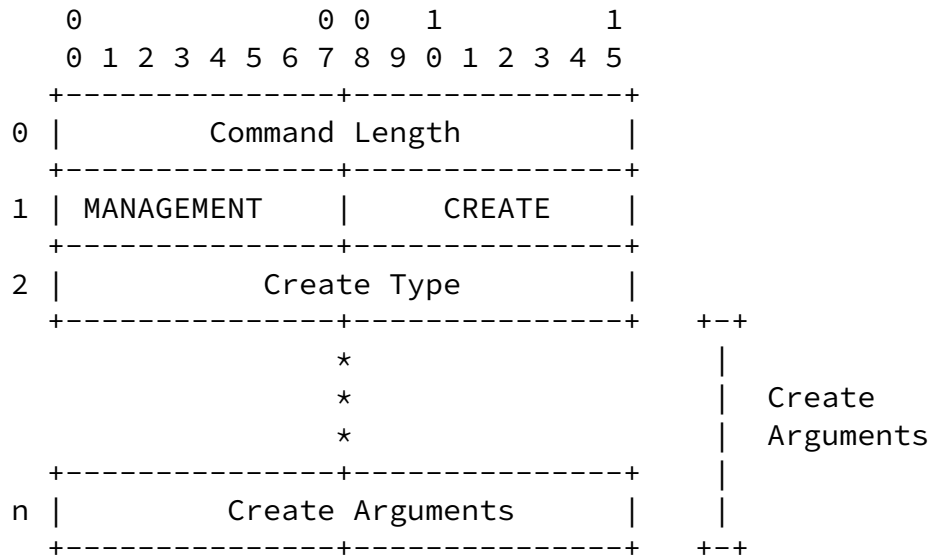 0             0 0   1         1
     0 1 2 3 4 5 6 7 8 9 0 1 2 3 4 5
    +---------------+---------------+
  0 |        Command Length         |
    +---------------+---------------+
  1 | MANAGEMENT    |     CREATE    |
    +---------------+---------------+
  2 |           Create Type         |
    +---------------+---------------+   +-+
                    *                    |
                    *                    |  Create
                    *                    |  Arguments
    +---------------+---------------+    |
  n |         Create Arguments      |    |
    +---------------+---------------+   +-+